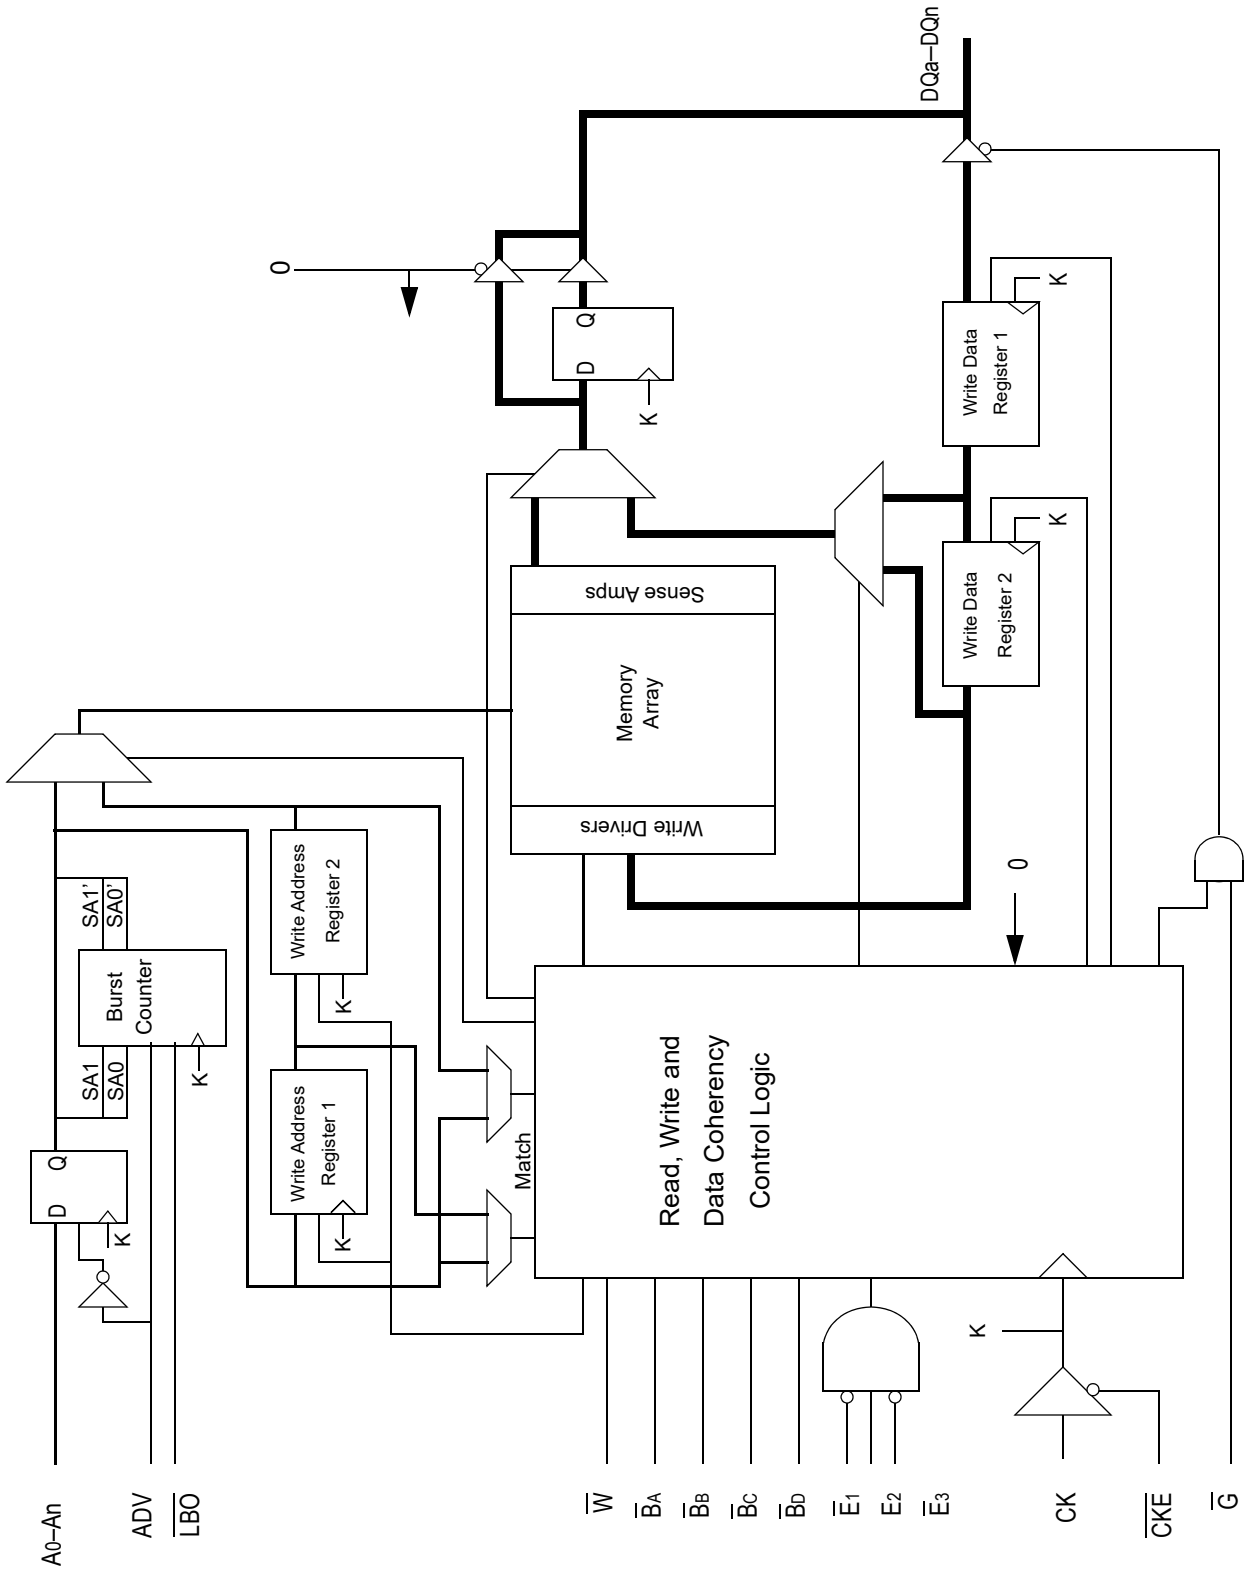 A0–An
ADV
LBO
W
BA
BB
BC
BD
E1
E2
E3
CK
CKE
G
D Q
K
SA1
SA0
Burst
Counter
SA1'
SA0'
K
Write Address
Register 1
K
Write Address
Register 2
K
Match
Read, Write and
Data Coherency
Control Logic
K
0
Write Drivers
Memory
Array
Sense Amps
D Q
K
0
Write Data
Register 2
K
Write Data
Register 1
K
DQa–DQn